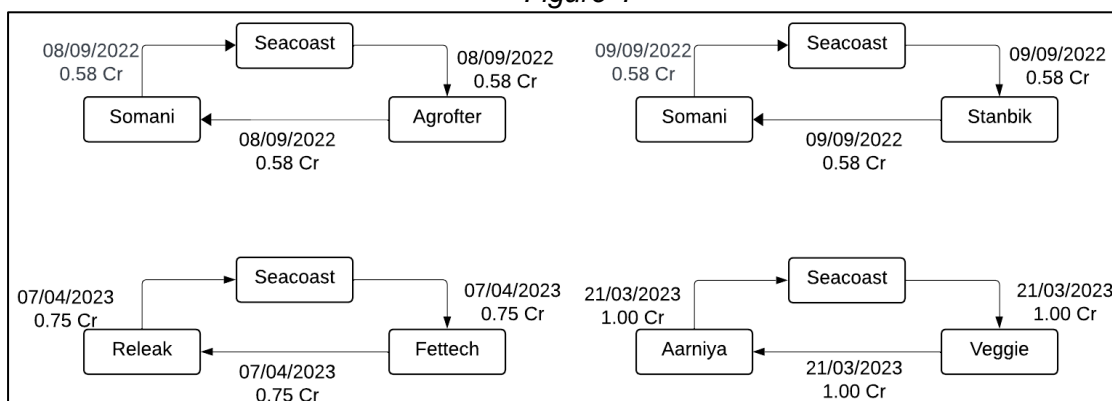 Seacoast
08/09/2022
0.58 Cr
08/09/2022
0.58 Cr
Somani
Agrofter
08/09/2022
0.58 Cr
Seacoast
09/09/2022
0.58 Cr
09/09/2022
0.58 Cr
Somani
Stanbik
09/09/2022
0.58 Cr
Seacoast
07/04/2023
0.75 Cr
07/04/2023
0.75 Cr
Releak
Fettech
07/04/2023
0.75 Cr
Seacoast
21/03/2023
1.00 Cr
21/03/2023
1.00 Cr
Aarniya
Veggie
21/03/2023
1.00 Cr